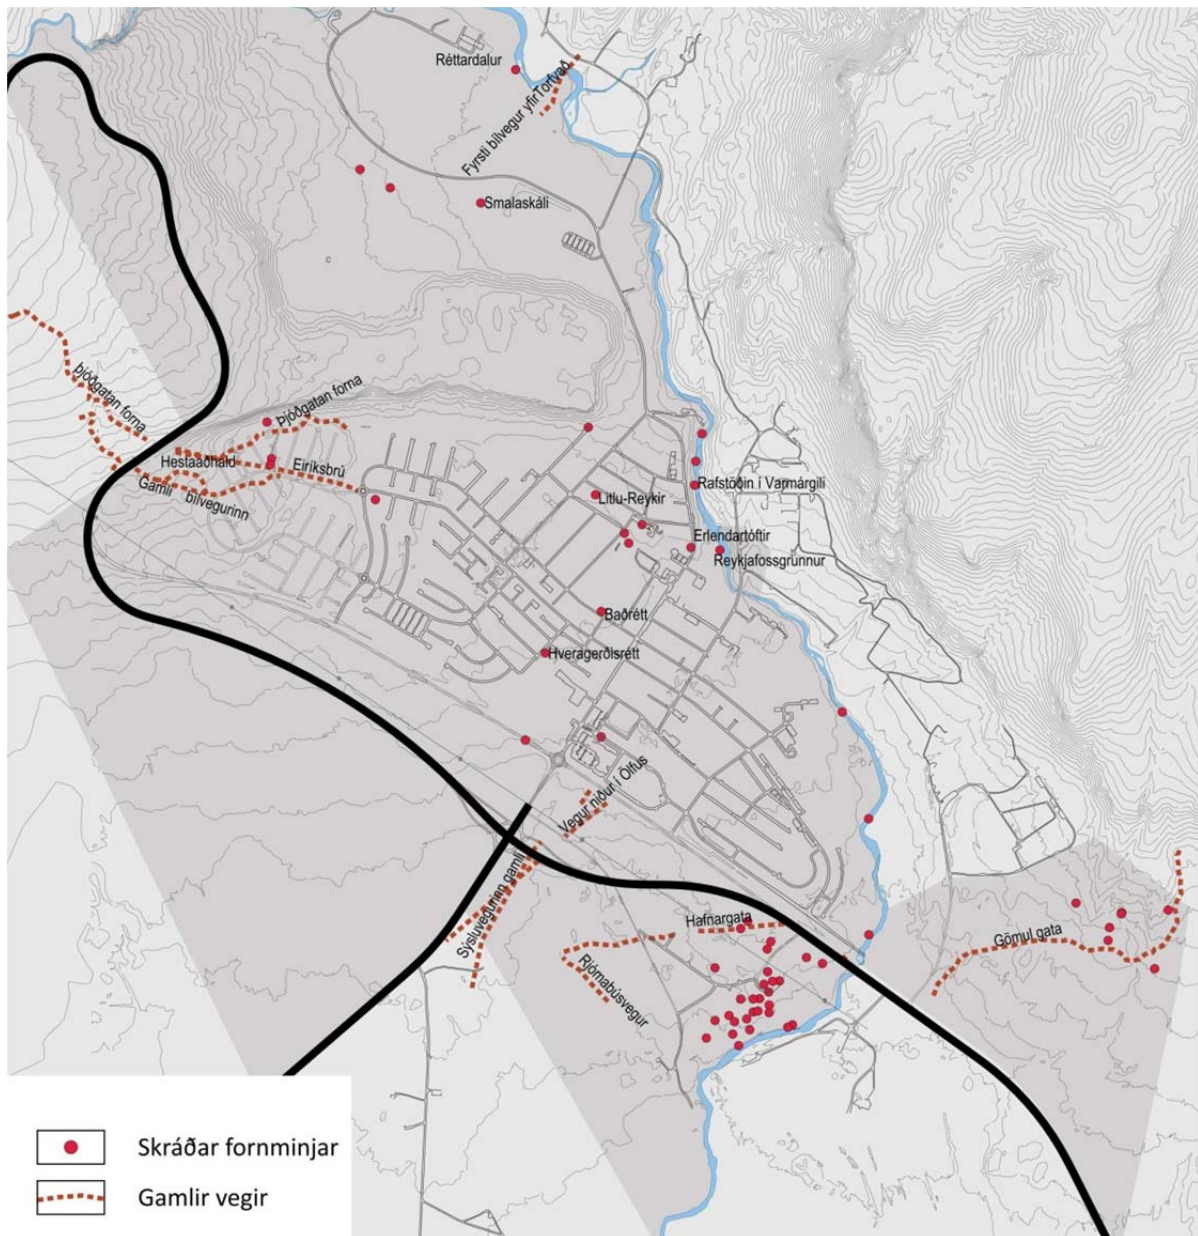 Réttardalur
Fyrsti bílvegur yfir Torfvað
Smalaskáli
Þjóðgatan forna
Þjóðgatan forna
Hestaaðhald
Eiríksbrú
Gamli bílvegurinn
Litlu-Reykir
Rafstöðin í Varmárgili
Erlendartóftir
Reykjafossgrunnur
Baðrétt
Hveragerðisrétt
Vegur niður í Ölfus
Sýsluvegurinn gamli
Hafnargata
Rjómabúsvegur
Gömul gata
Skráðar fornminjar
Gamlir vegir